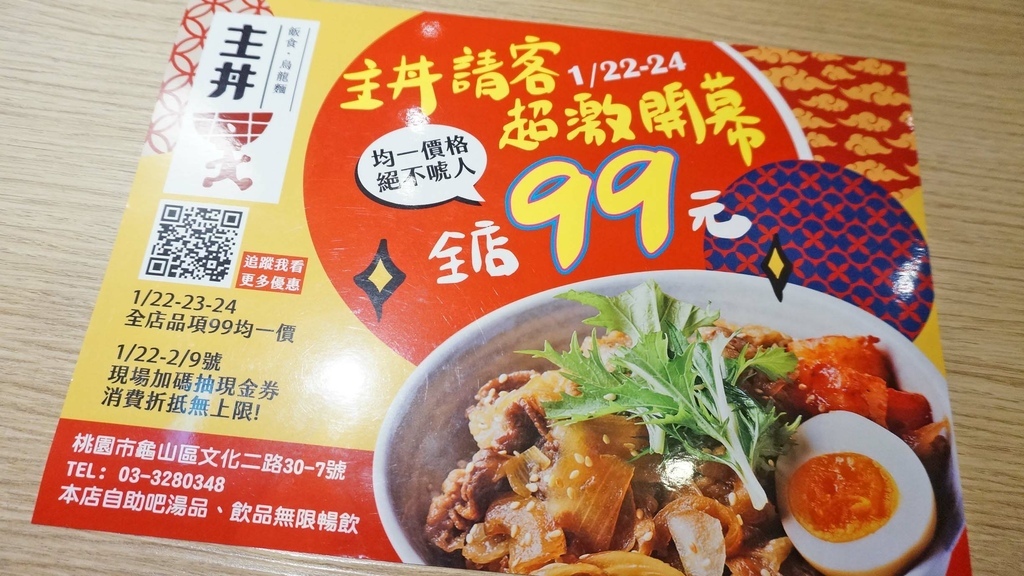 主丼
飯食·烏龍麵
主丼請客 1/22-24
超激開幕
均一價格
絕不唬人
全店99元
追蹤我看
更多優惠
1/22-23-24
全店品項99均一價
1/22-2/9號
現場加碼抽現金券
消費折抵無上限!
桃園市龜山區文化二路30-7號
TEL: 03-3280348
本店自助吧湯品、飲品無限暢飲